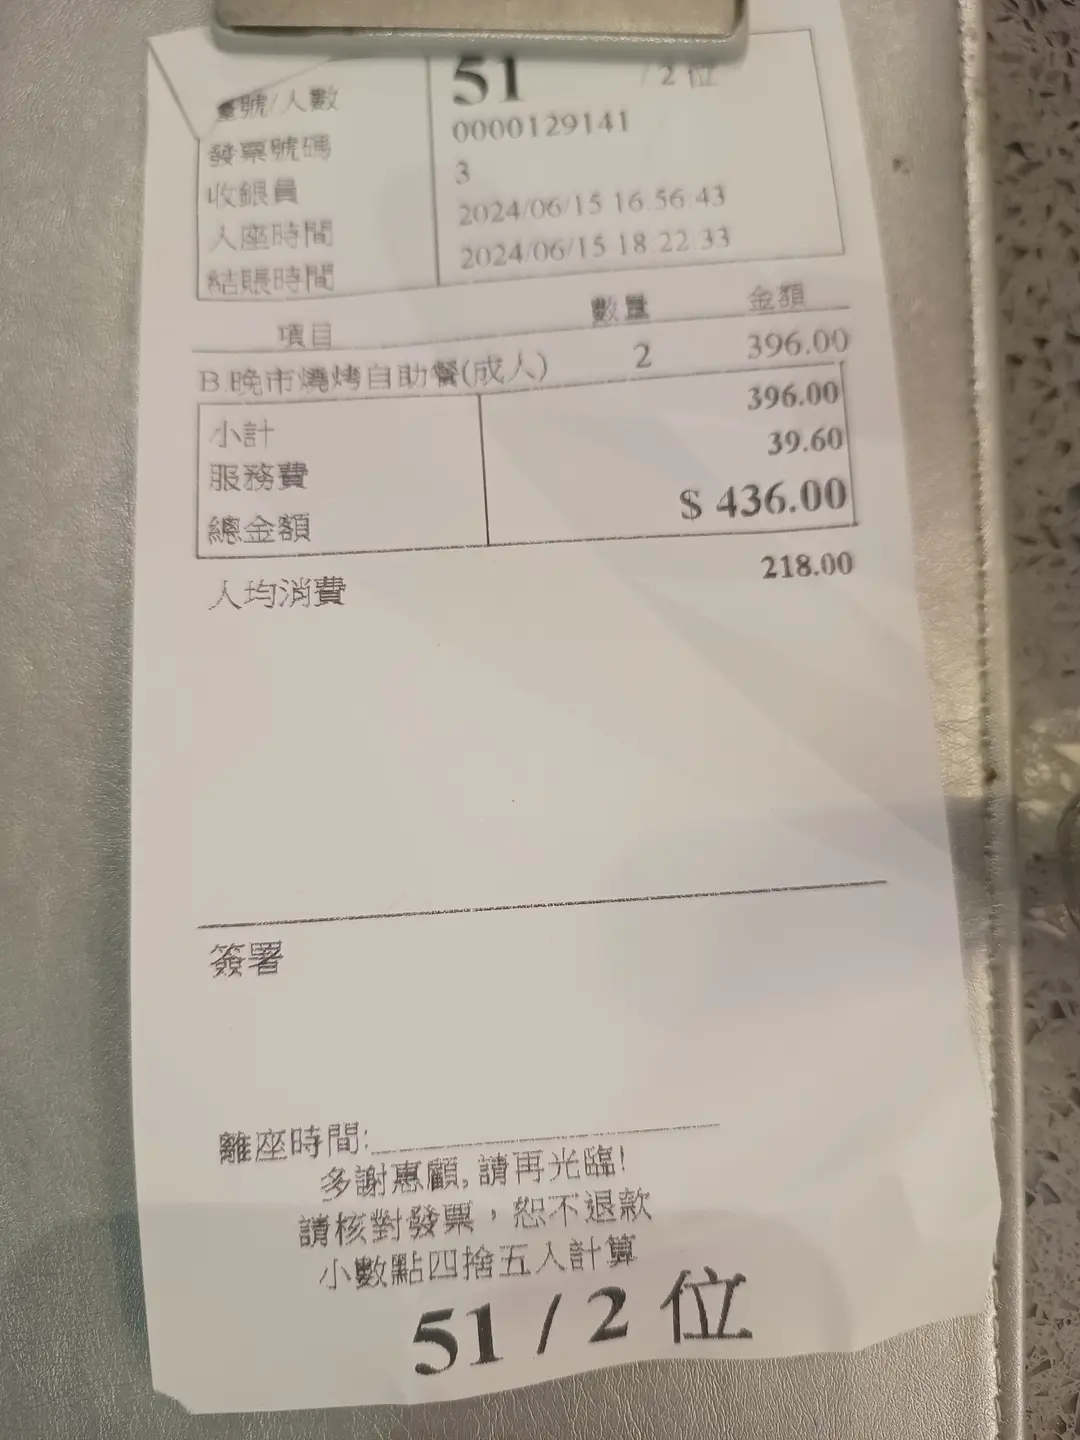 臺號/人數 51 / 2 位
發票號碼 0000129141
收銀員 3
入座時間 2024/06/15 16:56:43
結賬時間 2024/06/15 18:22:33
項目 數量 金額
B.晚市燒烤自助餐(成人) 2 396.00
小計 396.00
服務費 39.60
總金額 $ 436.00
人均消費 218.00
簽署
離座時間:
多謝惠顧,請再光臨!
請核對發票，恕不退款
小數點四捨五入計算
51 / 2 位